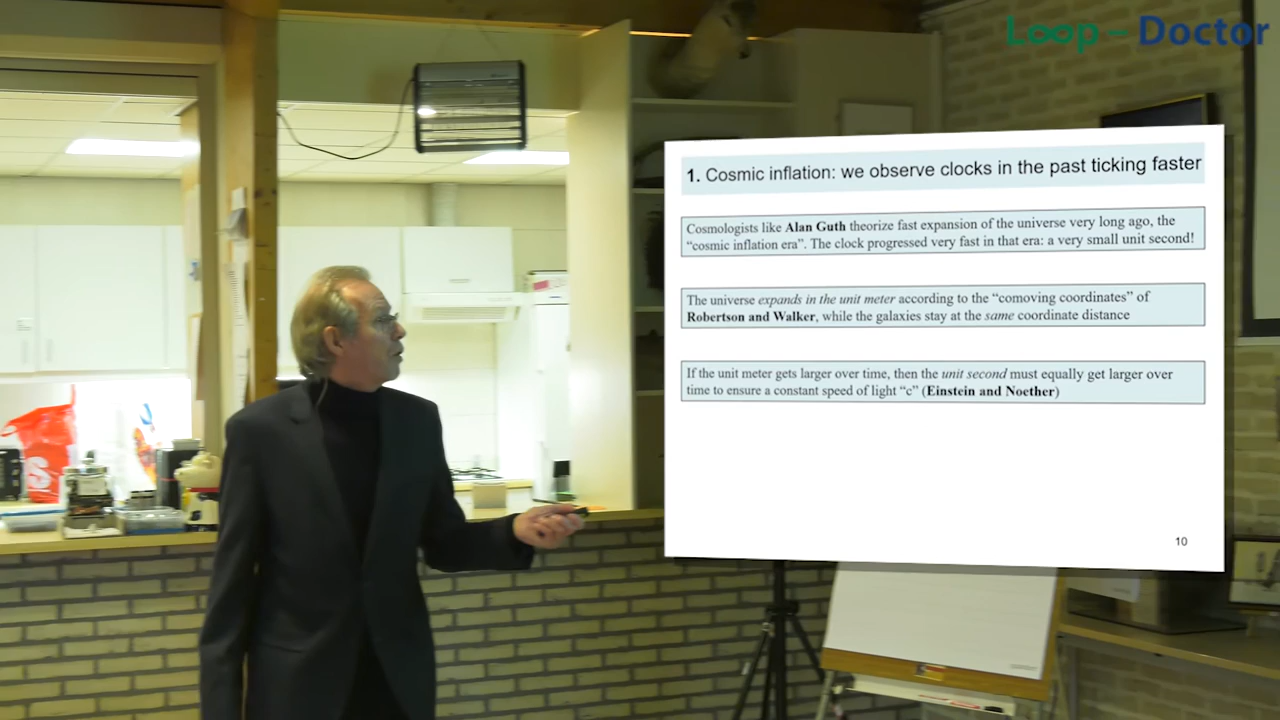 Loop – Doctor
1. Cosmic inflation: we observe clocks in the past ticking faster
Cosmologists like Alan Guth theorize fast expansion of the universe very long ago, the
“cosmic inflation era”. The clock progressed very fast in that era: a very small unit second!
The universe expands in the unit meter according to the “comoving coordinates” of
Robertson and Walker, while the galaxies stay at the same coordinate distance
If the unit meter gets larger over time, then the unit second must equally get larger over
time to ensure a constant speed of light “c” (Einstein and Noether)
10